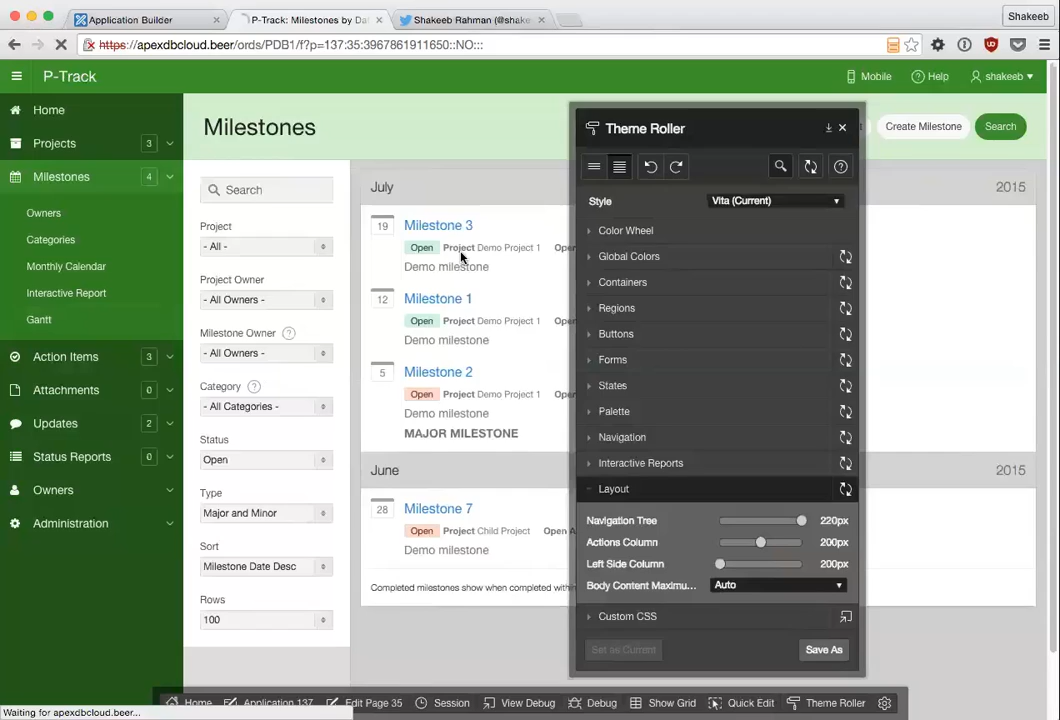 Application Builder
P-Track: Milestones by Da
Shakeeb Rahman (@shake
Shakeeb
https://apexdbcloud.beer/ords/PDB1/f?p=137:35:3967861911650::NO:::
P-Track
Mobile
Help
shakeeb
Home
Projects 3
Milestones 4
Owners
Categories
Monthly Calendar
Interactive Report
Gantt
Action Items 3
Attachments 0
Updates 2
Status Reports 0
Owners
Administration
Milestones
Create Milestone
Search
Search
Project
- All -
Project Owner
- All Owners -
Milestone Owner
- All Owners -
Category
- All Categories -
Status
Open
Type
Major and Minor
Sort
Milestone Date Desc
Rows
100
July 2015
19 Milestone 3
Open Project Demo Project 1 Oper
Demo milestone
12 Milestone 1
Open Project Demo Project 1 Oper
Demo milestone
5 Milestone 2
Open Project Demo Project 1 Oper
Demo milestone
MAJOR MILESTONE
June 2015
28 Milestone 7
Open Project Child Project Open A
Demo milestone
Completed milestones show when completed within
Theme Roller
Style Vita (Current)
Color Wheel
Global Colors
Containers
Regions
Buttons
Forms
States
Palette
Navigation
Interactive Reports
Layout
Navigation Tree 220px
Actions Column 200px
Left Side Column 200px
Body Content Maximu... Auto
Custom CSS
Set as Current
Save As
Home
Application 137
Edit Page 35
Session
View Debug
Debug
Show Grid
Quick Edit
Theme Roller
Waiting for apexdbcloud.beer...